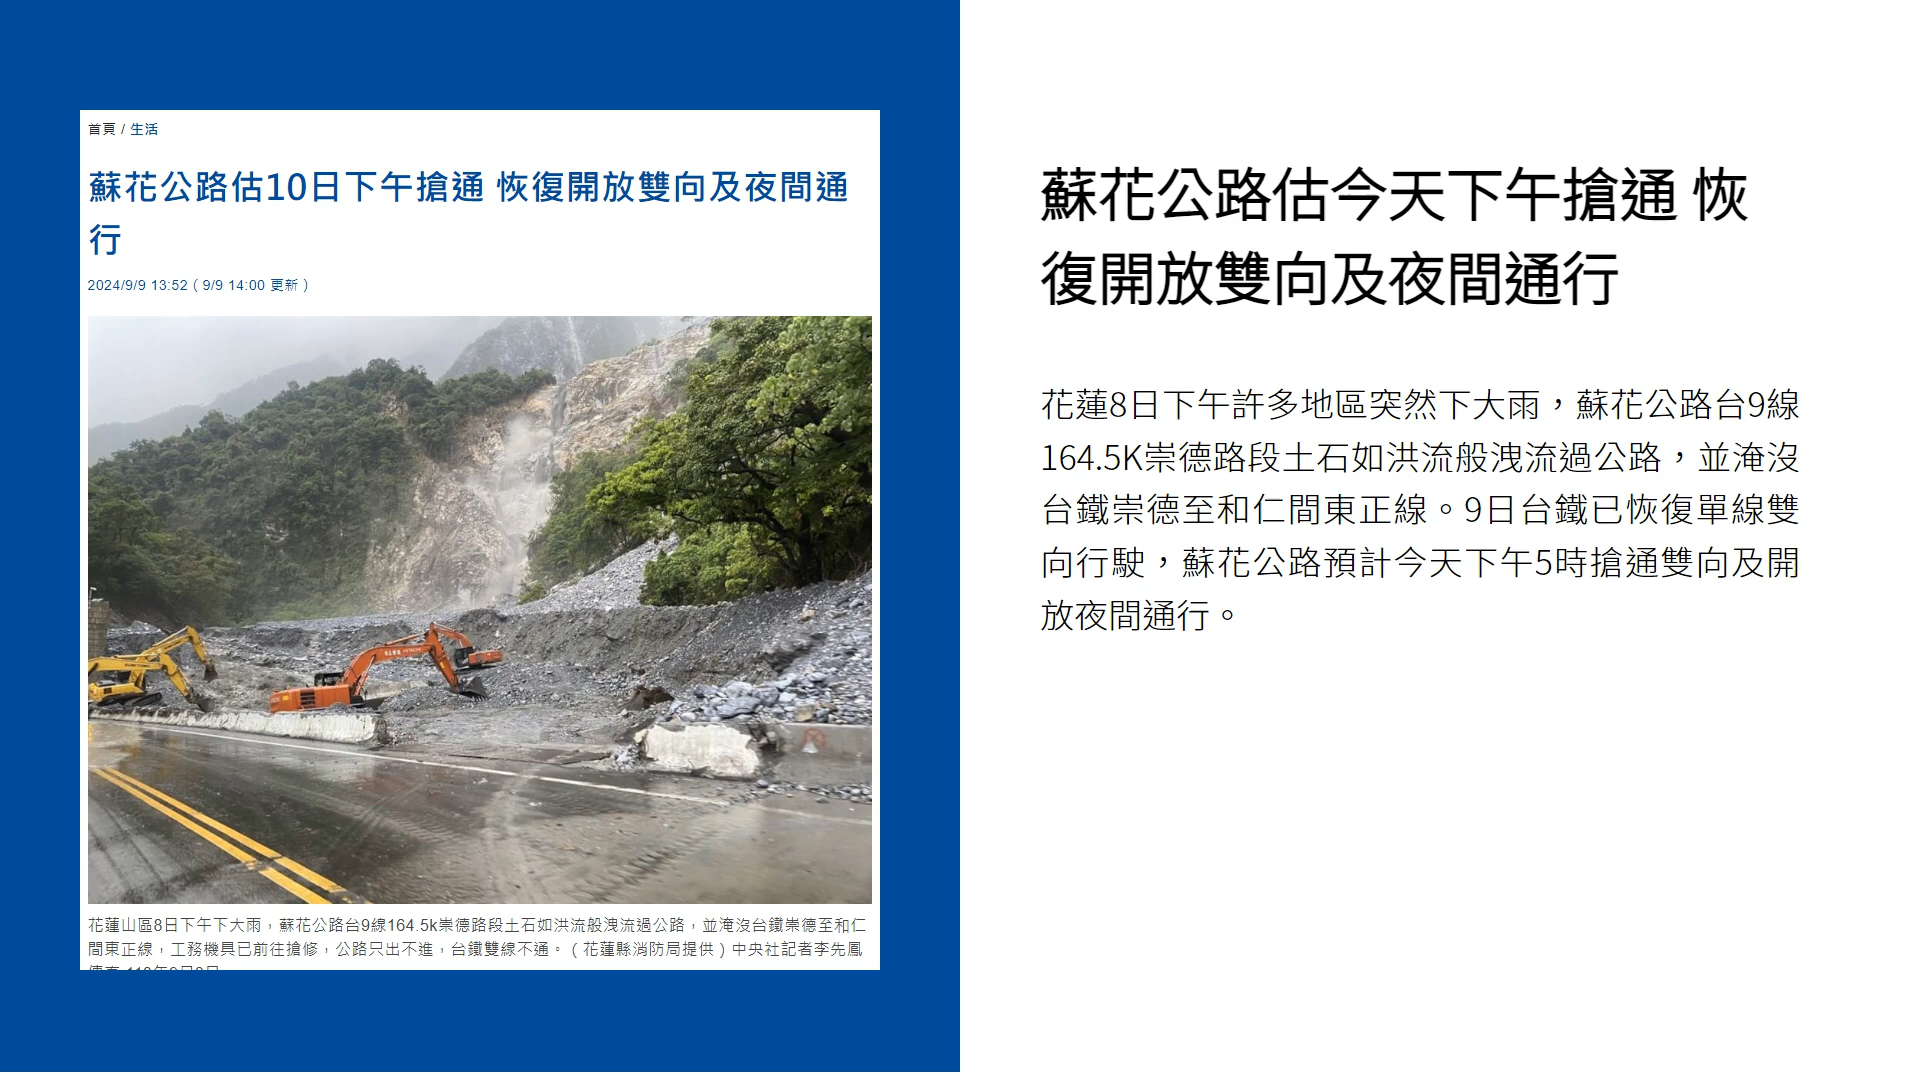 首頁 / 生活
蘇花公路估10日下午搶通 恢復開放雙向及夜間通
行
2024/9/9 13:52（9/9 14:00 更新）
花蓮山區8日下午下大雨，蘇花公路台9線164.5k崇德路段土石如洪流般洩流過公路，並淹沒台鐵崇德至和仁
間東正線，工務機具已前往搶修，公路只出不進，台鐵雙線不通。（花蓮縣消防局提供）中央社記者李先鳳
蘇花公路估今天下午搶通 恢
復開放雙向及夜間通行
花蓮8日下午許多地區突然下大雨，蘇花公路台9線
164.5K崇德路段土石如洪流般洩流過公路，並淹沒
台鐵崇德至和仁間東正線。9日台鐵已恢復單線雙
向行駛，蘇花公路預計今天下午5時搶通雙向及開
放夜間通行。